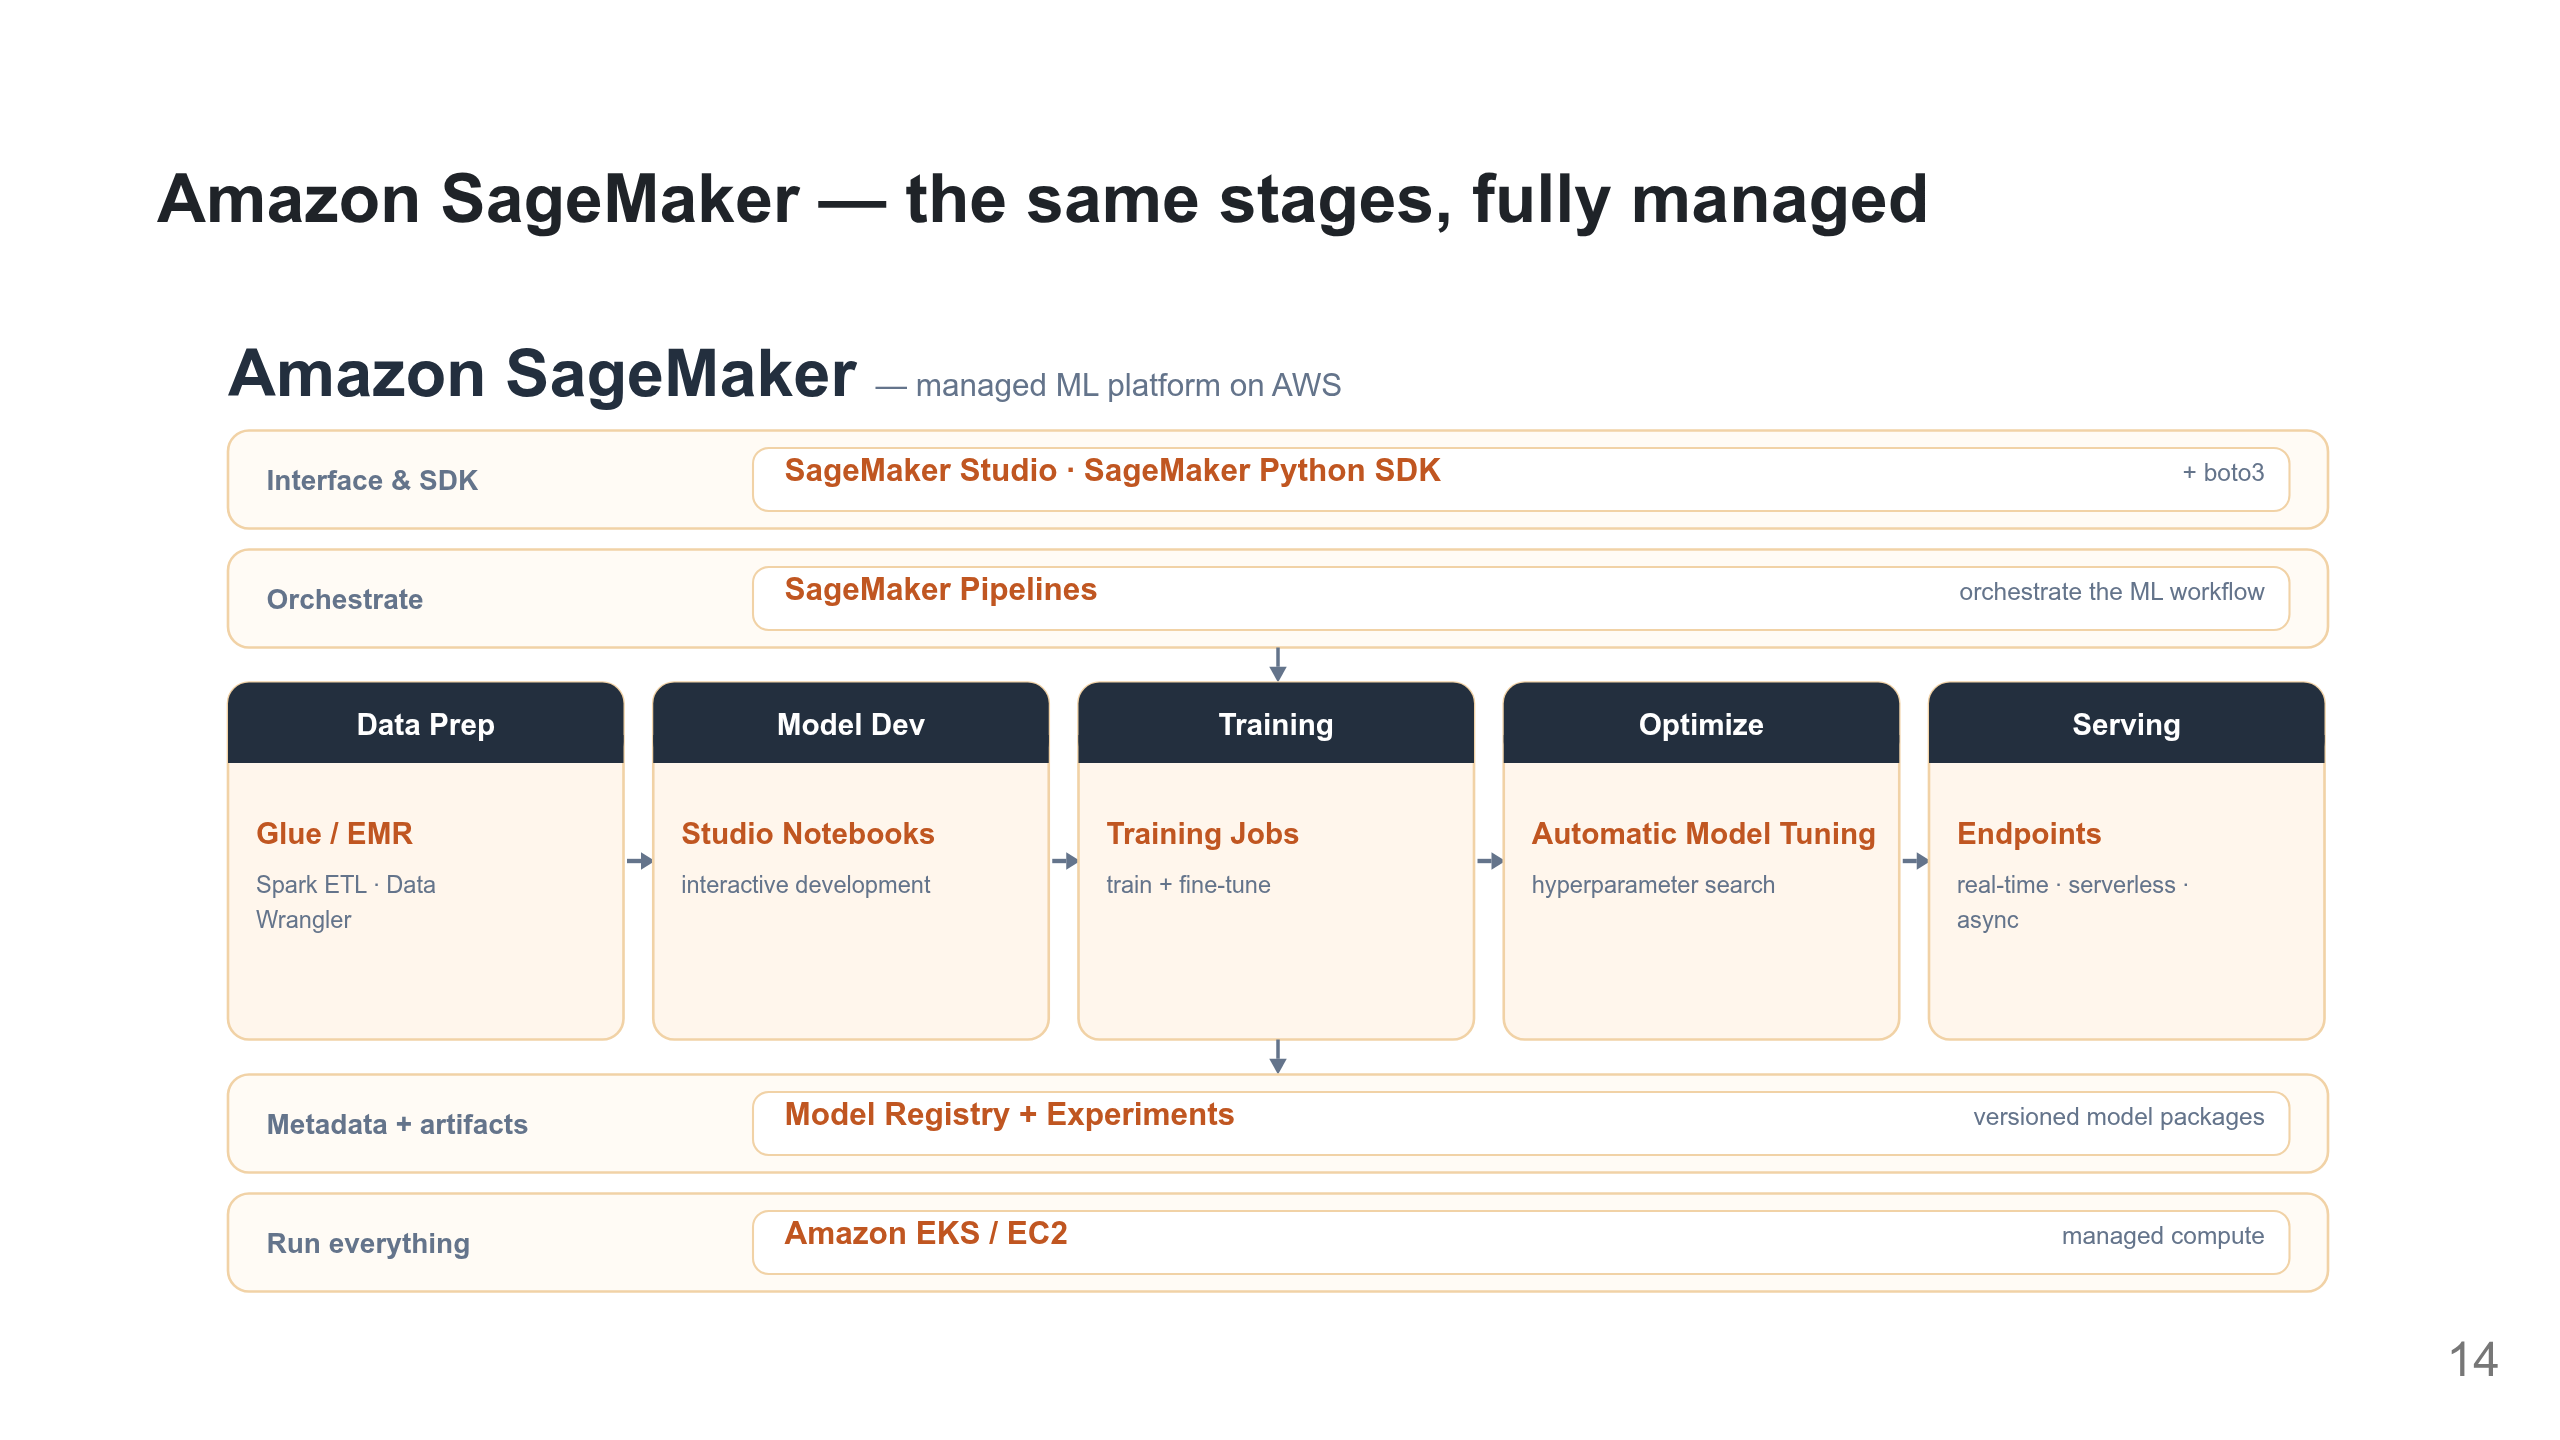 Amazon SageMaker — the same stages, fully managed
Amazon SageMaker — managed ML platform on AWS
Interface & SDK
SageMaker Studio · SageMaker Python SDK
+ boto3
Orchestrate
SageMaker Pipelines
orchestrate the ML workflow
Data Prep
Glue / EMR
Spark ETL · Data
Wrangler
Model Dev
Studio Notebooks
interactive development
Training
Training Jobs
train + fine-tune
Optimize
Automatic Model Tuning
hyperparameter search
Serving
Endpoints
real-time · serverless ·
async
Metadata + artifacts
Model Registry + Experiments
versioned model packages
Run everything
Amazon EKS / EC2
managed compute
14